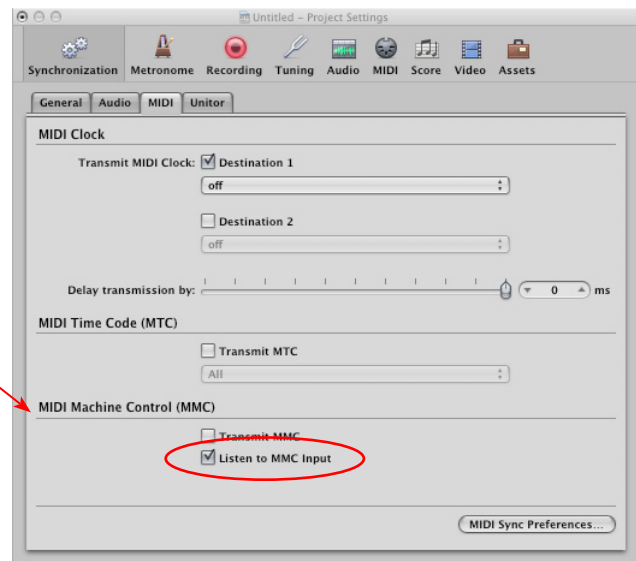 Untitled – Project Settings
Synchronization Metronome Recording Tuning Audio MIDI Score Video Assets
General Audio MIDI Unitor
MIDI Clock
Transmit MIDI Clock: Destination 1
off
Destination 2
off
Delay transmission by: 0 ms
MIDI Time Code (MTC)
Transmit MTC
All
MIDI Machine Control (MMC)
Transmit MMC
Listen to MMC Input
MIDI Sync Preferences...